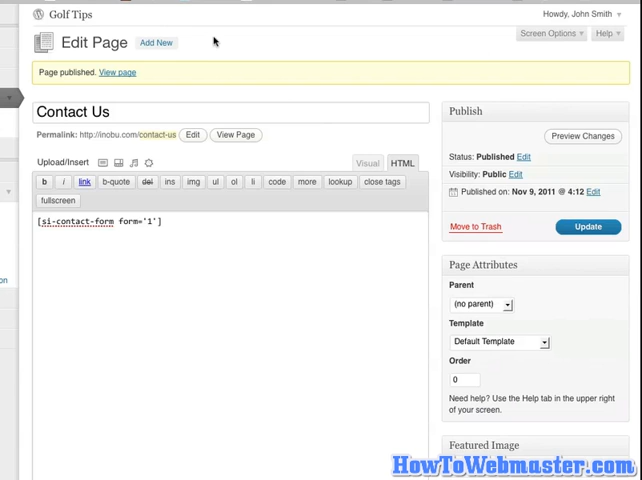 Golf Tips
Howdy, John Smith
Edit Page Add New
Screen Options Help
Page published. View page
Contact Us
Permalink: http://inobu.com/contact-us Edit View Page
Upload/Insert
Visual HTML
b i link b-quote del ins img ul ol li code more lookup close tags
fullscreen
[si-contact-form form='1']
Publish
Preview Changes
Status: Published Edit
Visibility: Public Edit
Published on: Nov 9, 2011 @ 4:12 Edit
Move to Trash Update
Page Attributes
Parent
(no parent)
Template
Default Template
Order
0
Need help? Use the Help tab in the upper right
of your screen.
Featured Image
on
HowToWebmaster.com